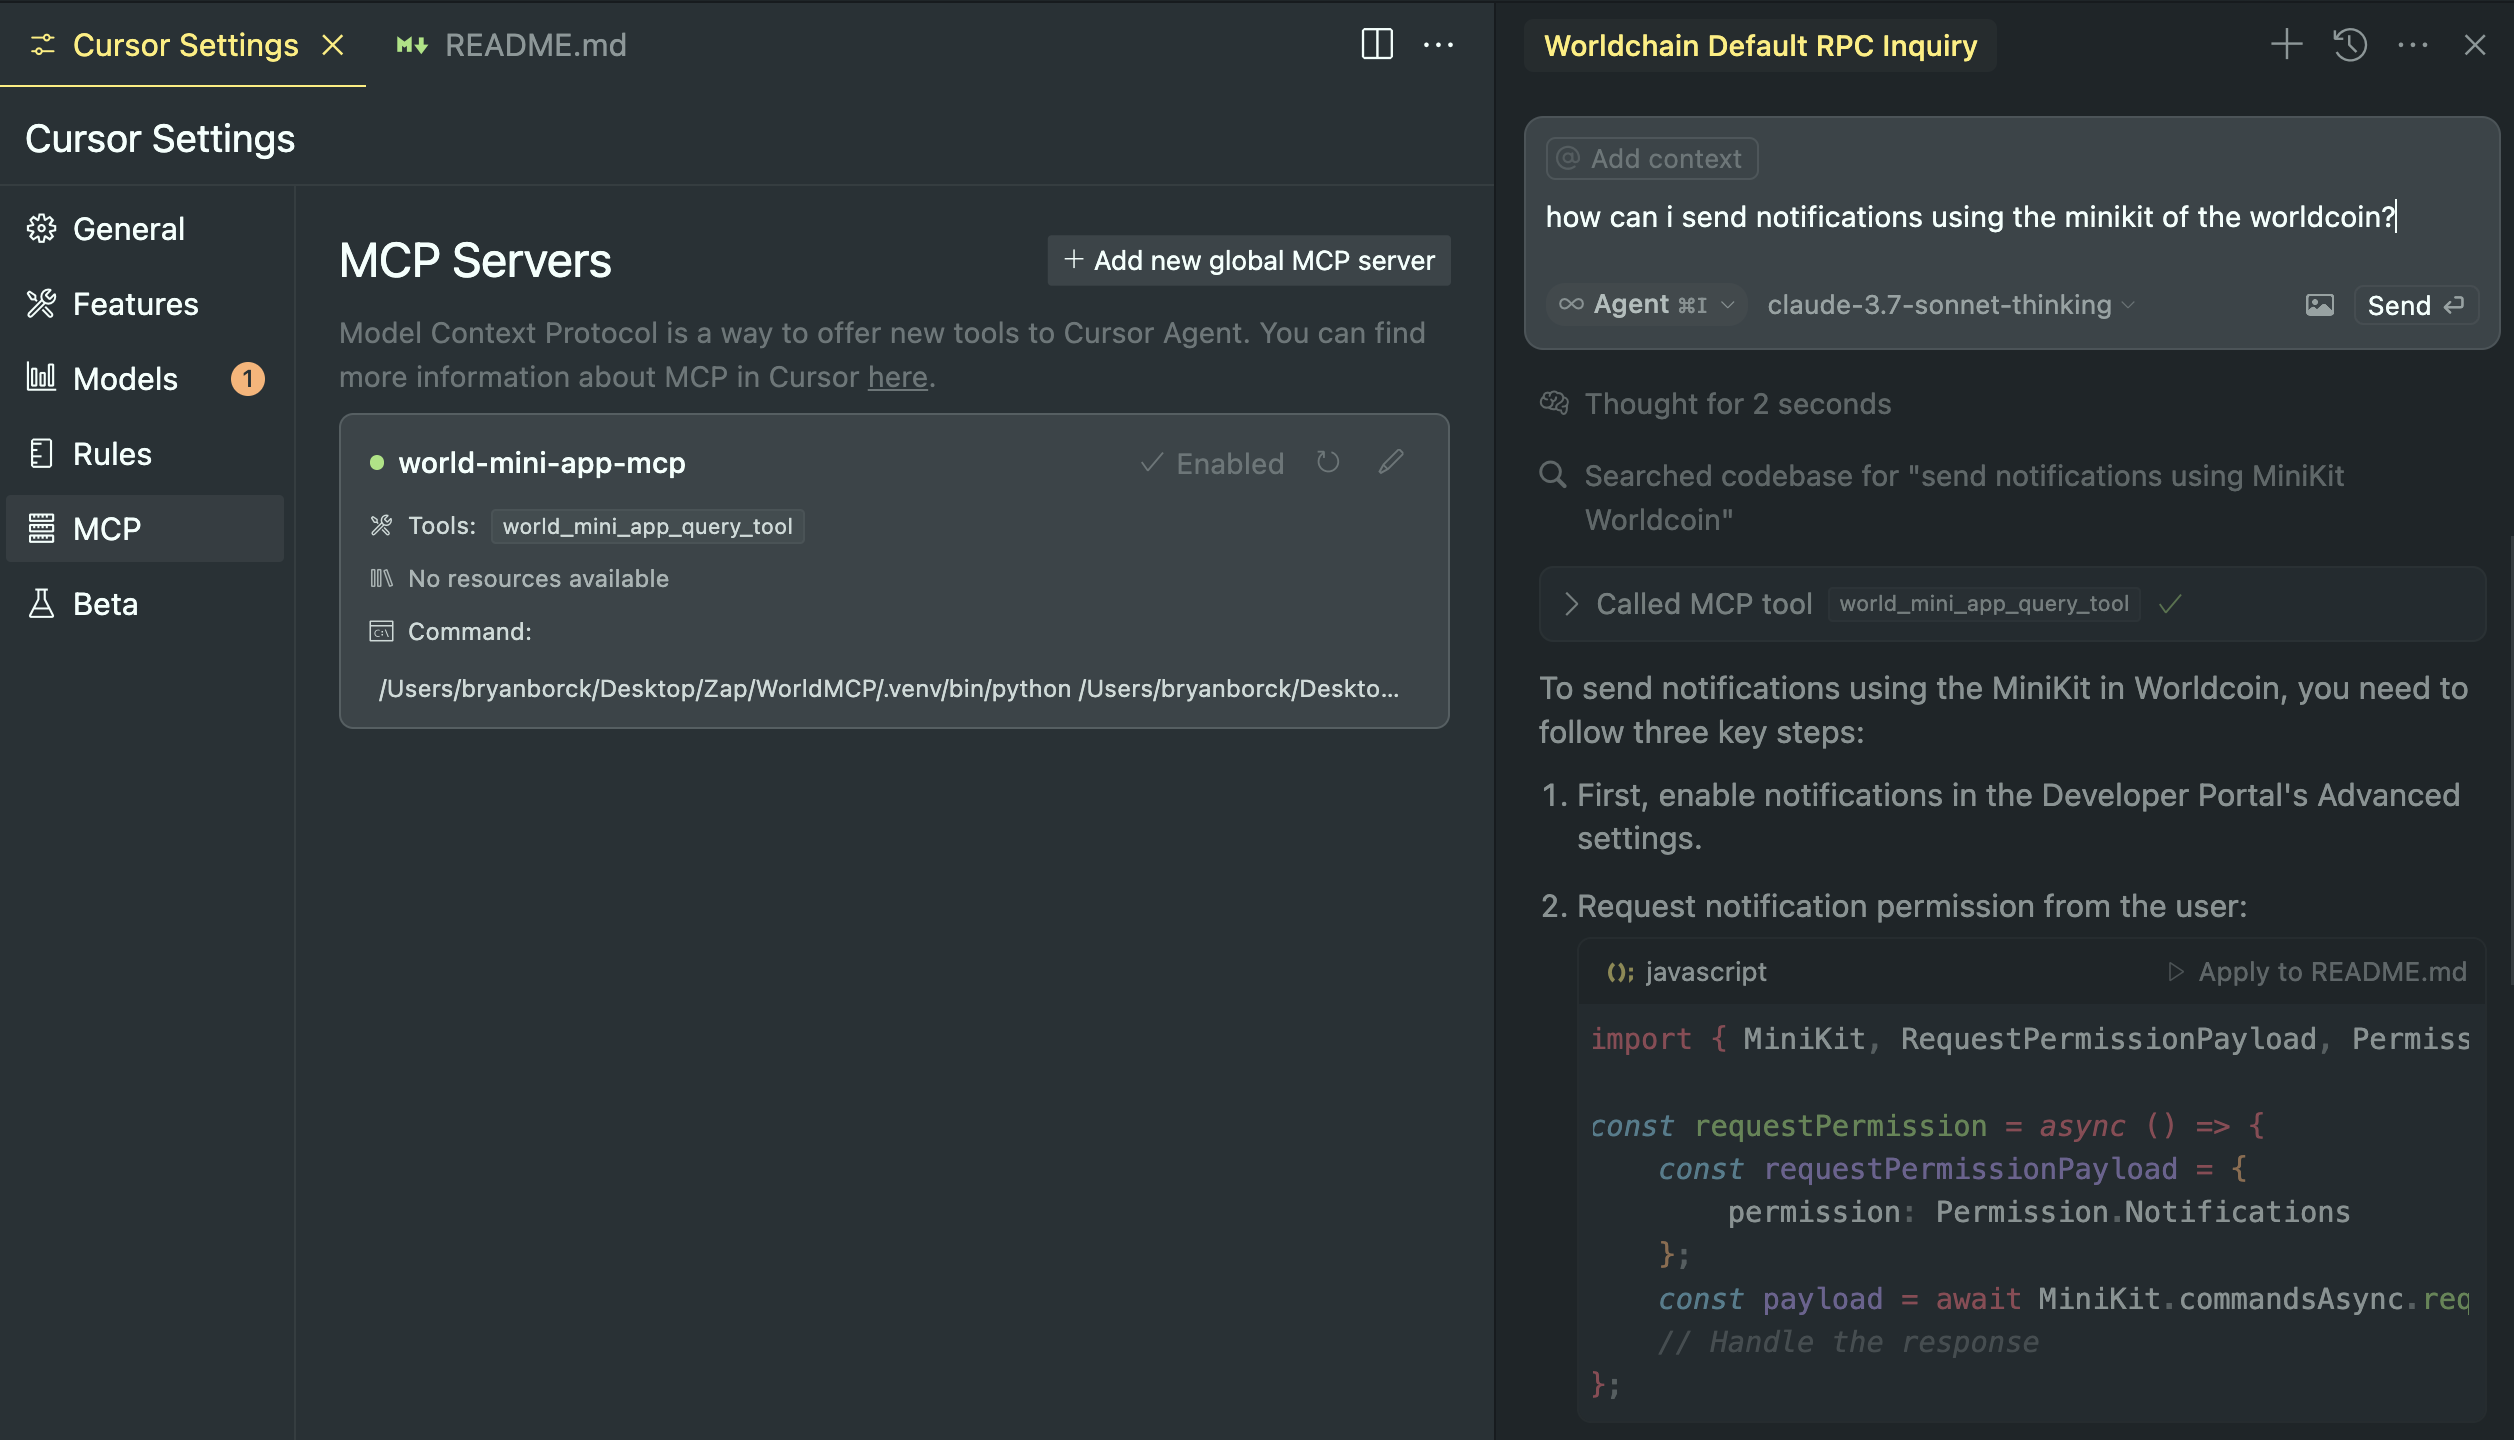 Cursor Settings
README.md
Cursor Settings
General
Features
Models 1
Rules
MCP
Beta
MCP Servers
+ Add new global MCP server
Model Context Protocol is a way to offer new tools to Cursor Agent. You can find
more information about MCP in Cursor here.
world-mini-app-mcp
Enabled
Tools: world_mini_app_query_tool
No resources available
Command:
/Users/bryanborck/Desktop/Zap/WorldMCP/.venv/bin/python /Users/bryanborck/Deskto...
Worldchain Default RPC Inquiry
@ Add context
how can i send notifications using the minikit of the worldcoin?
∞ Agent ⌘I claude-3.7-sonnet-thinking Send
Thought for 2 seconds
Searched codebase for "send notifications using MiniKit
Worldcoin"
Called MCP tool world_mini_app_query_tool
To send notifications using the MiniKit in Worldcoin, you need to
follow three key steps:
1. First, enable notifications in the Developer Portal's Advanced
settings.
2. Request notification permission from the user:
(); javascript
Apply to README.md
import { MiniKit, RequestPermissionPayload, Permiss
const requestPermission = async () => {
const requestPermissionPayload = {
permission: Permission.Notifications
};
const payload = await MiniKit.commandsAsync.req
// Handle the response
};